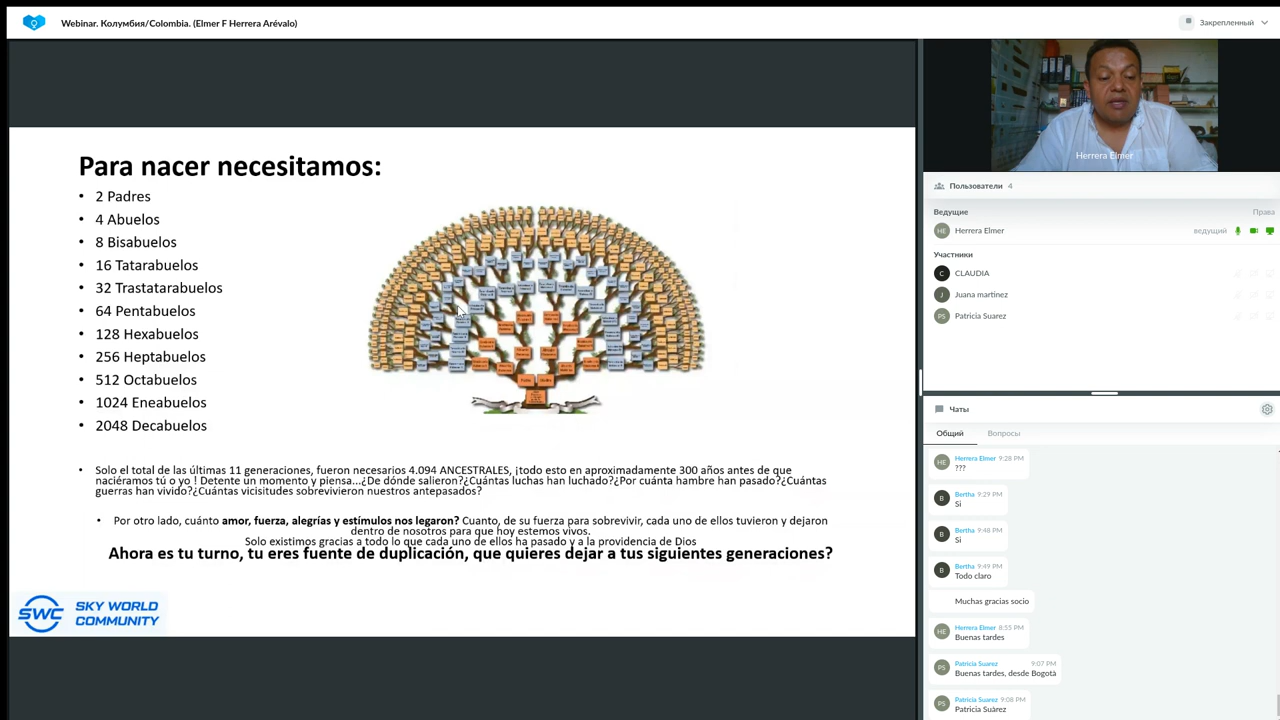 Webinar. Колумбия/Colombia. (Elmer F Herrera Arévalo)
Закрепленный
Para nacer necesitamos:
• 2 Padres
• 4 Abuelos
• 8 Bisabuelos
• 16 Tatarabuelos
• 32 Trastatarabuelos
• 64 Pentabuelos
• 128 Hexabuelos
• 256 Heptabuelos
• 512 Octabuelos
• 1024 Eneabuelos
• 2048 Decabuelos
• Solo el total de las últimas 11 generaciones, fueron necesarios 4.094 ANCESTRALES, ¡todo esto en aproximadamente 300 años antes de que
naciéramos tú o yo ! Detente un momento y piensa...¿De dónde salieron?¿Cuántas luchas han luchado?¿Por cuánta hambre han pasado?¿Cuántas
guerras han vivido?¿Cuántas vicisitudes sobrevivieron nuestros antepasados?
• Por otro lado, cuánto amor, fuerza, alegrías y estímulos nos legaron? Cuanto, de su fuerza para sobrevivir, cada uno de ellos tuvieron y dejaron
dentro de nosotros para que hoy estemos vivos.
Solo existimos gracias a todo lo que cada uno de ellos ha pasado y a la providencia de Dios
Ahora es tu turno, tu eres fuente de duplicación, que quieres dejar a tus siguientes generaciones?
SWC SKY WORLD
COMMUNITY
Herrera Elmer
Пользователи 4
Ведущие Права
HE Herrera Elmer ведущий
Участники
C CLAUDIA
J Juana martinez
PS Patricia Suarez
Чаты
Общий Вопросы
HE Herrera Elmer 9:28 PM
???
B Bertha 9:29 PM
Si
B Bertha 9:48 PM
Si
B Bertha 9:49 PM
Todo claro
Muchas gracias socio
HE Herrera Elmer 8:55 PM
Buenas tardes
PS Patricia Suarez 9:07 PM
Buenas tardes, desde Bogotà
PS Patricia Suarez 9:08 PM
Patricia Suàrez